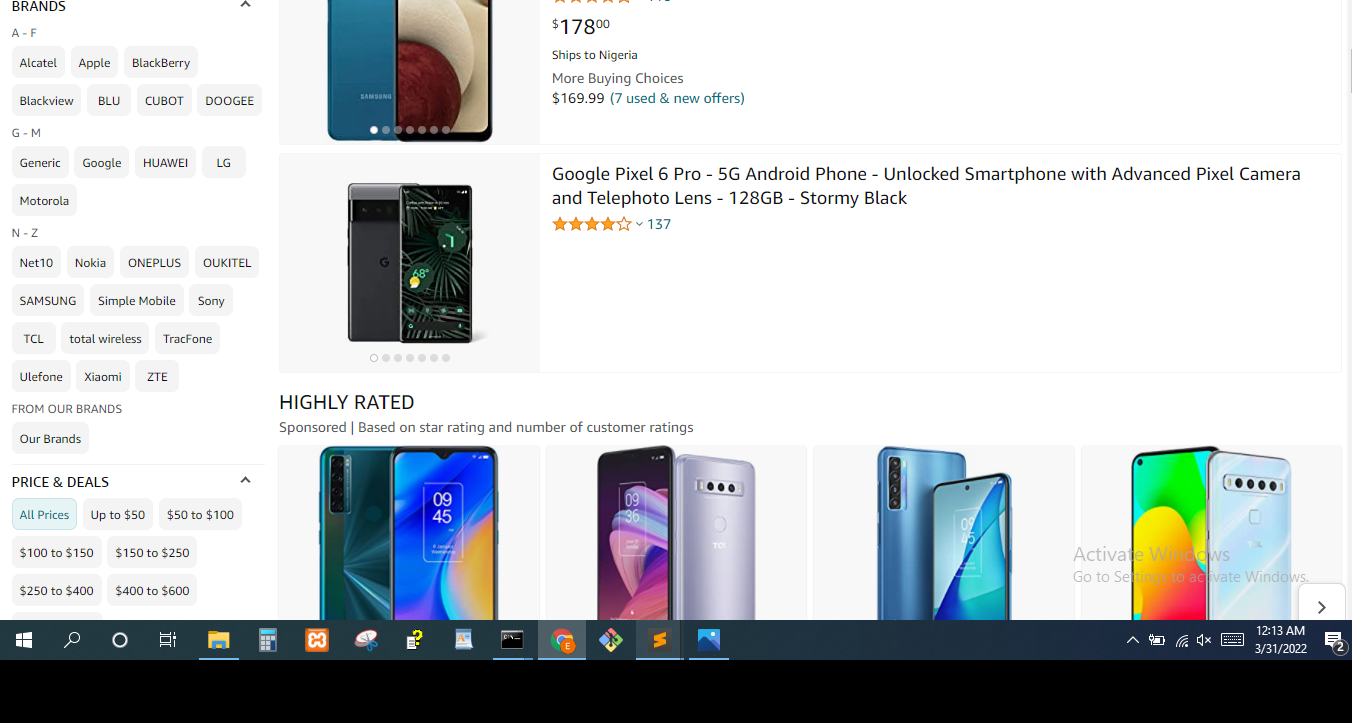 BRANDS
A - F
Alcatel
Apple
BlackBerry
Blackview
BLU
CUBOT
DOOGEE
G - M
Generic
Google
HUAWEI
LG
Motorola
N - Z
Net10
Nokia
ONEPLUS
OUKITEL
SAMSUNG
Simple Mobile
Sony
TCL
total wireless
TracFone
Ulefone
Xiaomi
ZTE
FROM OUR BRANDS
Our Brands
PRICE & DEALS
All Prices
Up to $50
$50 to $100
$100 to $150
$150 to $250
$250 to $400
$400 to $600
SAMSUNG
$17800
Ships to Nigeria
More Buying Choices
$169.99 (7 used & new offers)
Google Pixel 6 Pro - 5G Android Phone - Unlocked Smartphone with Advanced Pixel Camera
and Telephoto Lens - 128GB - Stormy Black
137
68°
HIGHLY RATED
Sponsored | Based on star rating and number of customer ratings
09
45
09
36
TCL
09
45
TCL
Activate Windows
Go to Settings to activate Windows.
12:13 AM
3/31/2022
2